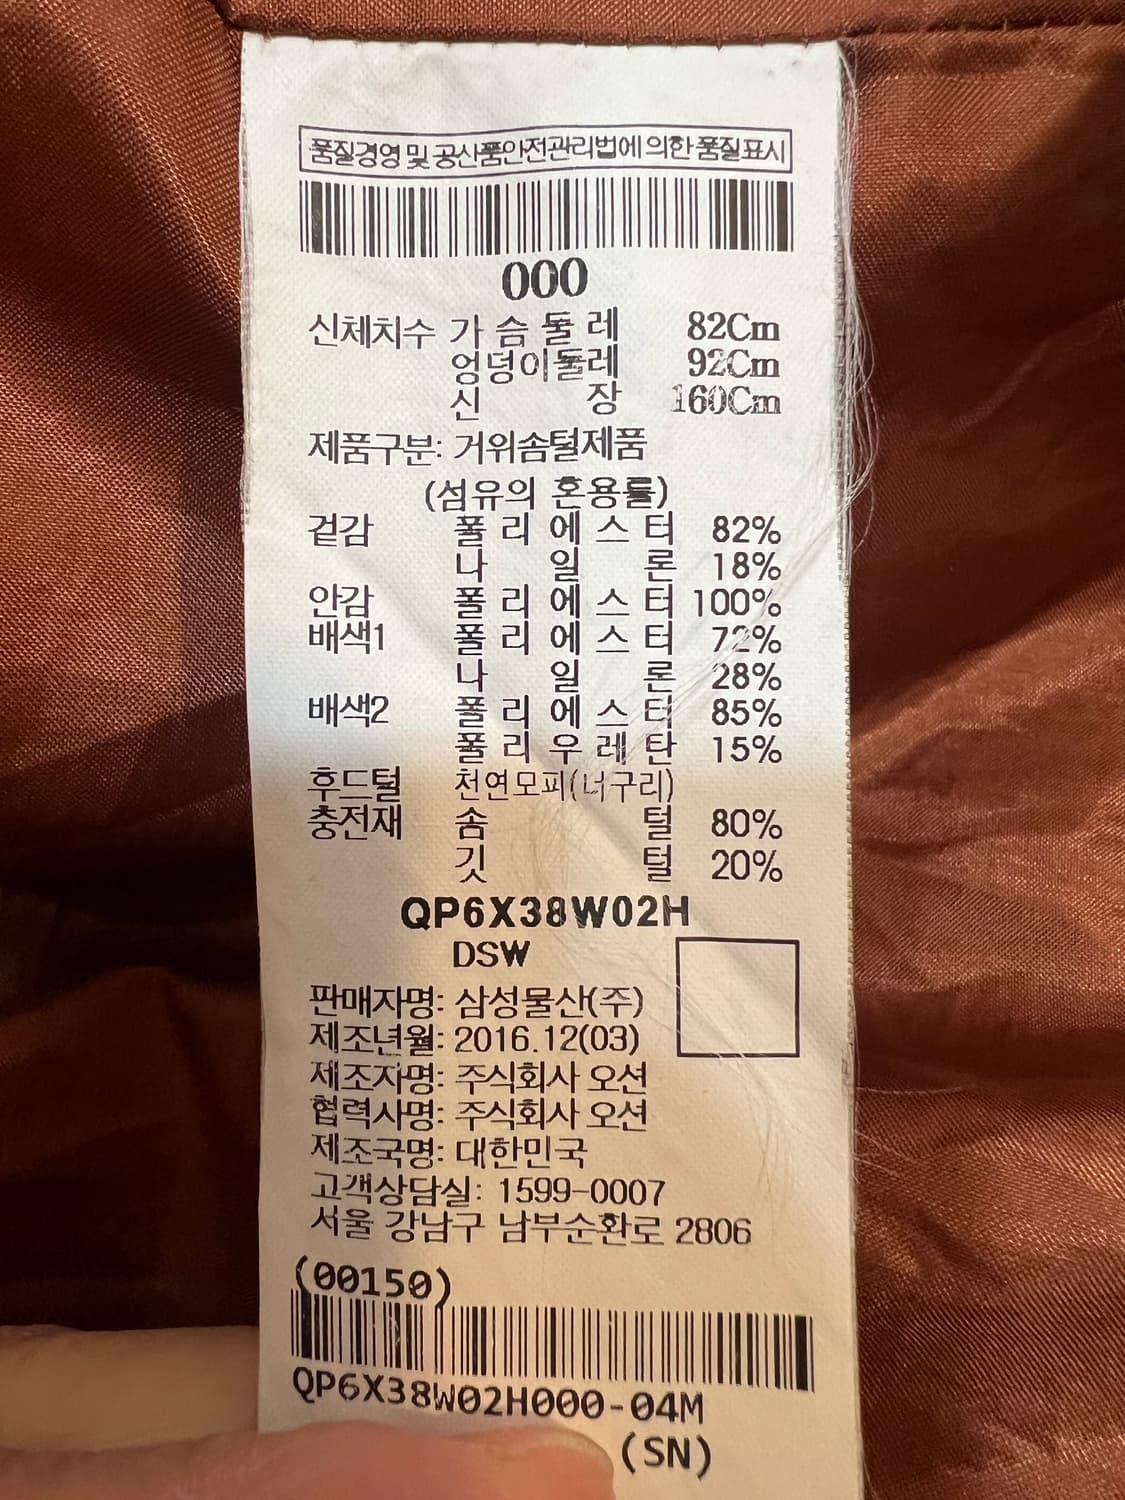 품질경영 및 공산품안전관리법에 의한 품질표시
000
신체치수 가슴둘레 82Cm
엉덩이둘레 92Cm
신장 160Cm
제품구분: 거위솜털제품
(섬유의 혼용률)
겉감 폴리에스터 82%
나일론 18%
안감 폴리에스터 100%
배색1 폴리에스터 72%
나일론 28%
배색2 폴리에스터 85%
폴리우레탄 15%
후드털 천연모피(너구리)
충전재 솜털 80%
깃털 20%
QP6X38W02H
DSW
판매자명: 삼성물산(주)
제조년월: 2016.12(03)
제조자명: 주식회사 오션
협력사명: 주식회사 오션
제조국명: 대한민국
고객상담실: 1599-0007
서울 강남구 남부순환로 2806
(00150)
QP6X38W02H000-04M
(SN)